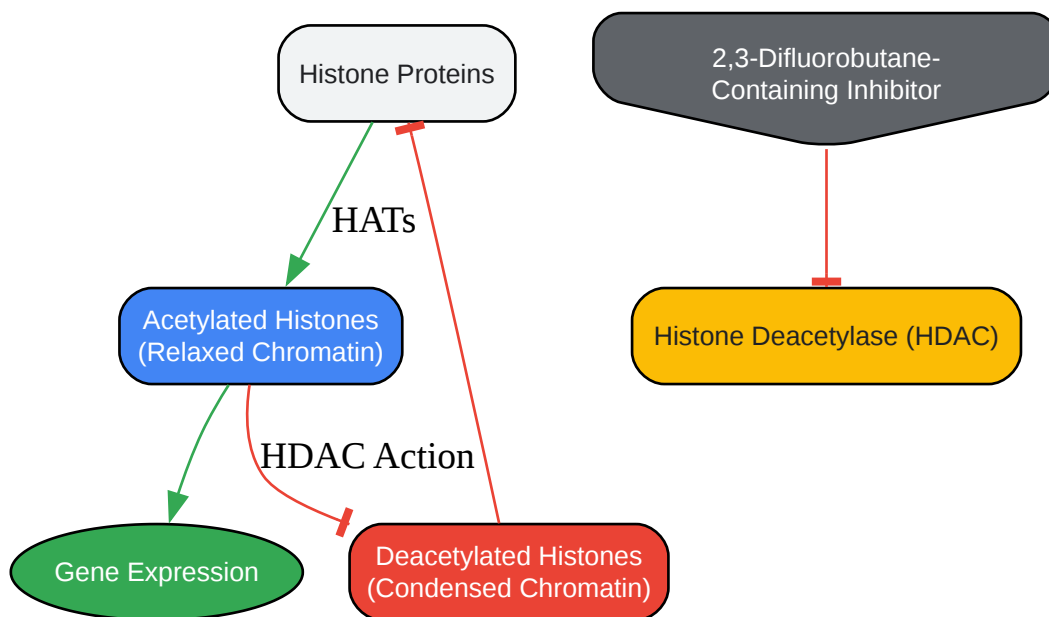 Histone Proteins
2,3-Difluorobutane-
Containing Inhibitor
HATs
Acetylated Histones
(Relaxed Chromatin)
Histone Deacetylase (HDAC)
HDAC Action
Gene Expression
Deacetylated Histones
(Condensed Chromatin)